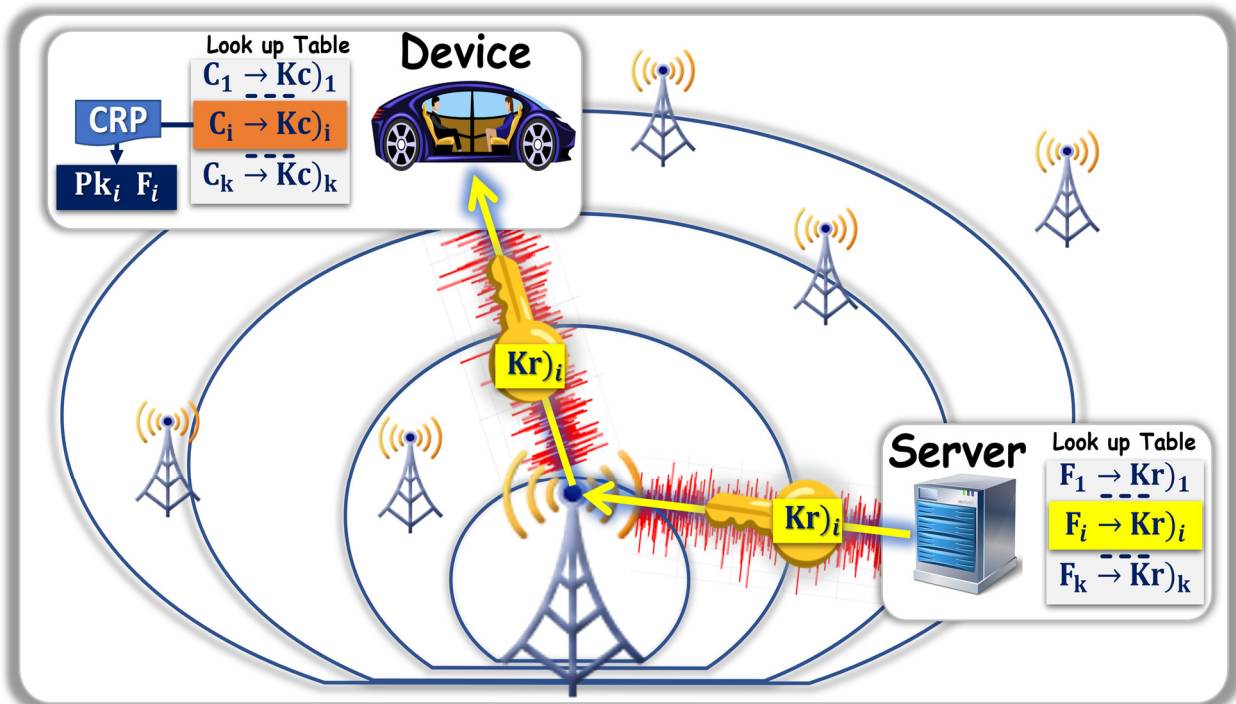 Look up Table
C₁ → Kc)₁
Cᵢ → Kc)ᵢ
Cₖ → Kc)ₖ
CRP
Pkᵢ Fᵢ
Device
Kr)ᵢ
Kr)ᵢ
Server
Look up Table
F₁ → Kr)₁
Fᵢ → Kr)ᵢ
Fₖ → Kr)ₖ